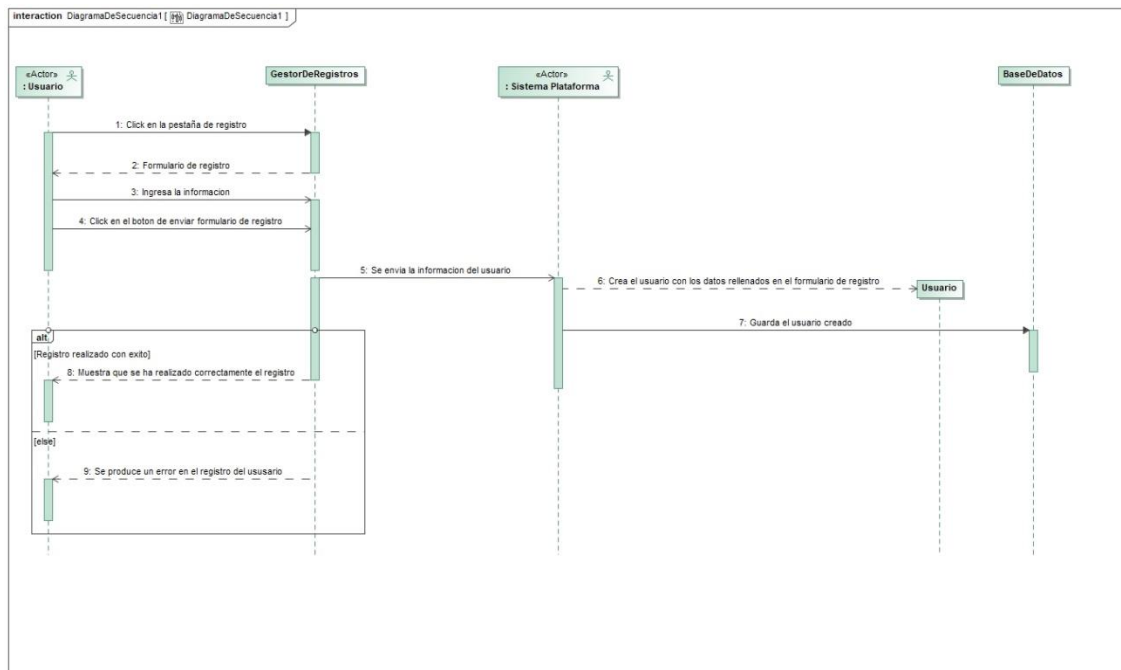 interaction DiagramaDeSecuencia1 [ DiagramaDeSecuencia1 ]
«Actor»
: Usuario
GestorDeRegistros
«Actor»
: Sistema Plataforma
BaseDeDatos
1: Click en la pestaña de registro
2: Formulario de registro
3: Ingresa la informacion
4: Click en el boton de enviar formulario de registro
5: Se envia la informacion del usuario
6: Crea el usuario con los datos rellenados en el formulario de registro
Usuario
7: Guarda el usuario creado
alt
[Registro realizado con exito]
8: Muestra que se ha realizado correctamente el registro
[else]
9: Se produce un error en el registro del ususario